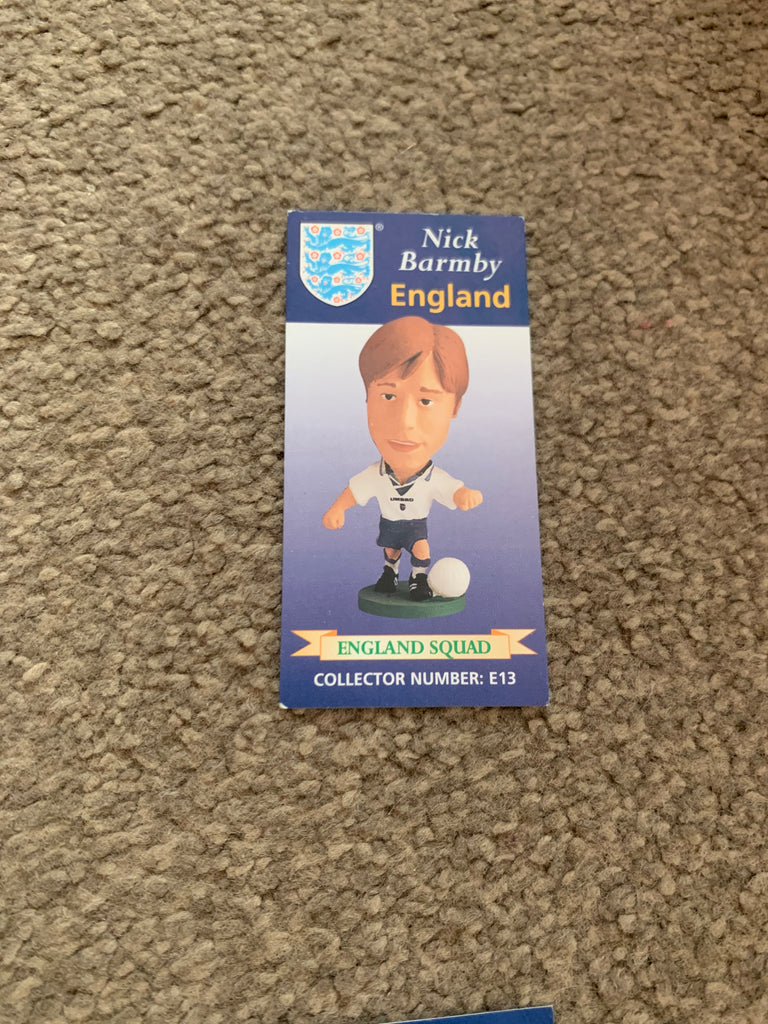 ®
Nick
Barmby
England
UMBRO
ENGLAND SQUAD
COLLECTOR NUMBER: E13